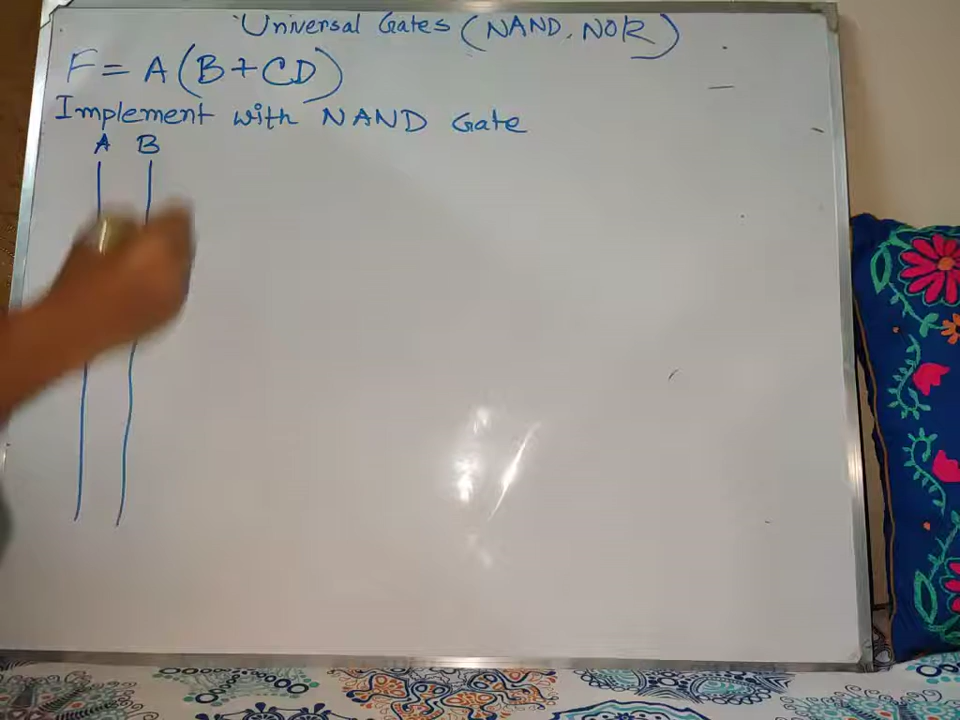 Universal Gates (NAND, NOR)
F = A(B+CD)
Implement with NAND Gate
A B